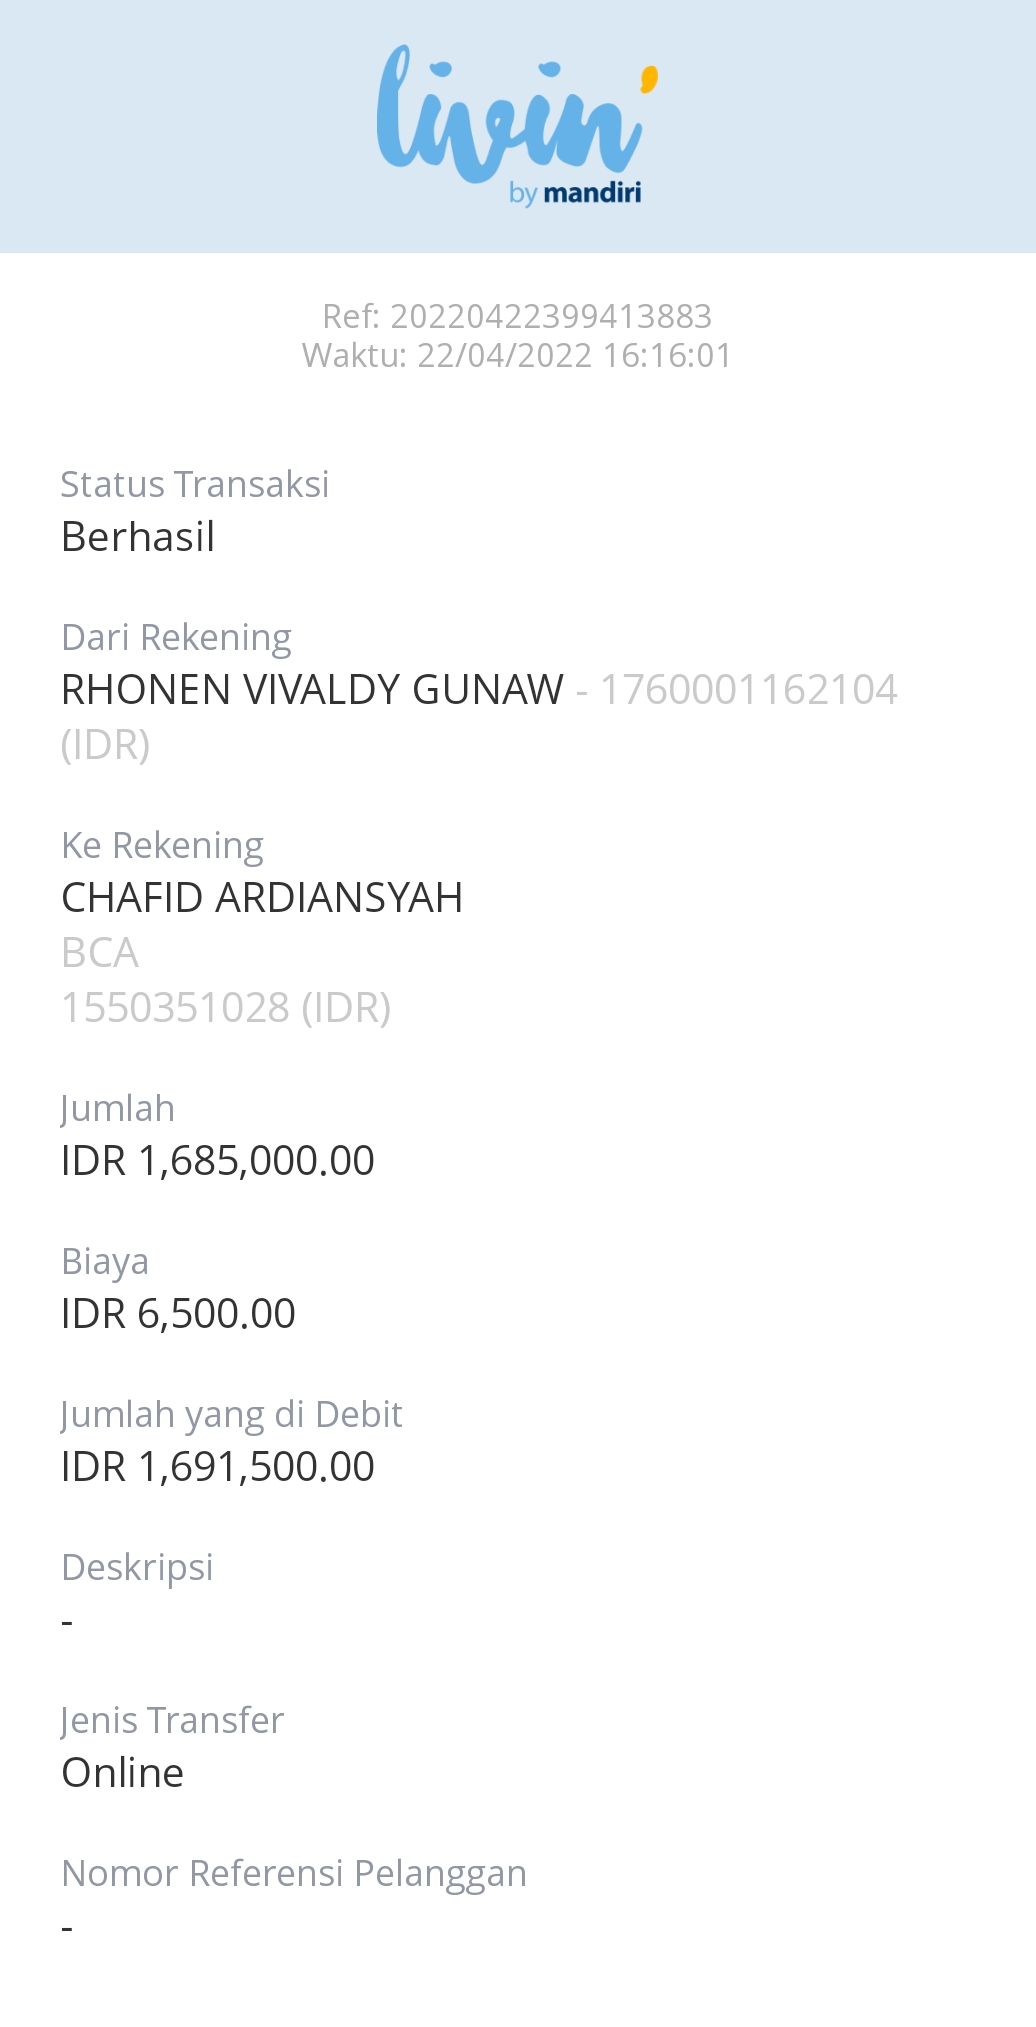 livin'
by mandiri
Ref: 20220422399413883
Waktu: 22/04/2022 16:16:01
Status Transaksi
Berhasil
Dari Rekening
RHONEN VIVALDY GUNAW - 1760001162104
(IDR)
Ke Rekening
CHAFID ARDIANSYAH
BCA
1550351028 (IDR)
Jumlah
IDR 1,685,000.00
Biaya
IDR 6,500.00
Jumlah yang di Debit
IDR 1,691,500.00
Deskripsi
-
Jenis Transfer
Online
Nomor Referensi Pelanggan
-